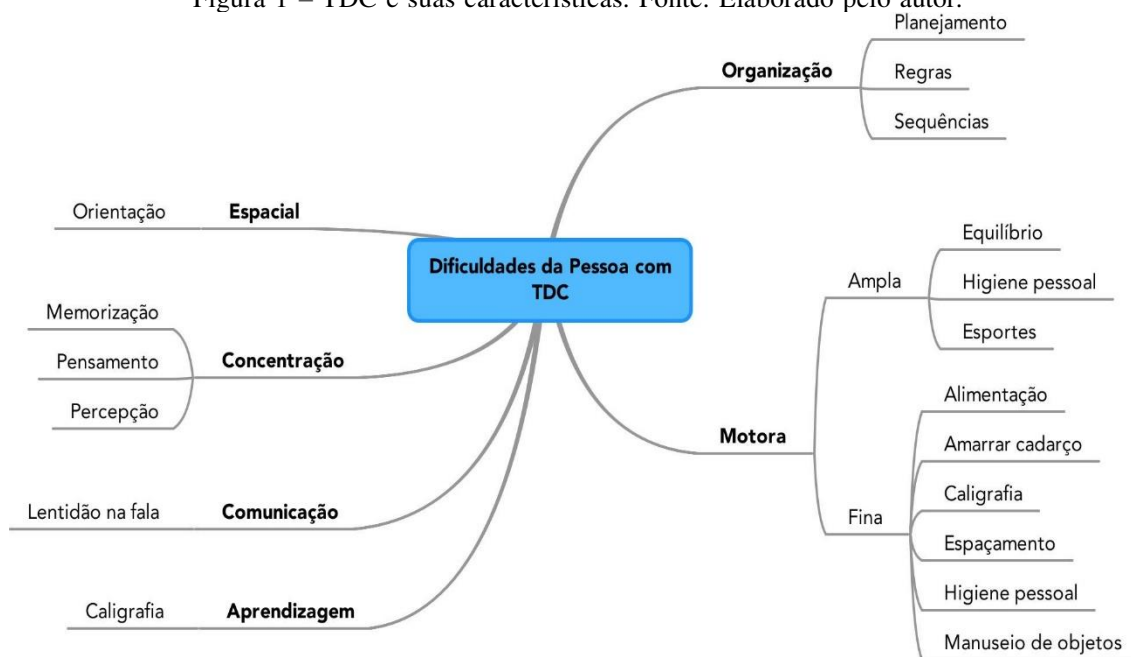 Figura 1 – TDC e suas características. Fonte: Elaborado pelo autor.
Planejamento
Organização
Regras
Sequências
Orientação
Espacial
Dificuldades da Pessoa com
TDC
Equilíbrio
Ampla
Higiene pessoal
Esportes
Memorização
Pensamento
Concentração
Percepção
Motora
Alimentação
Amarrar cadarço
Caligrafia
Fina
Espaçamento
Higiene pessoal
Manuseio de objetos
Lentidão na fala
Comunicação
Caligrafia
Aprendizagem